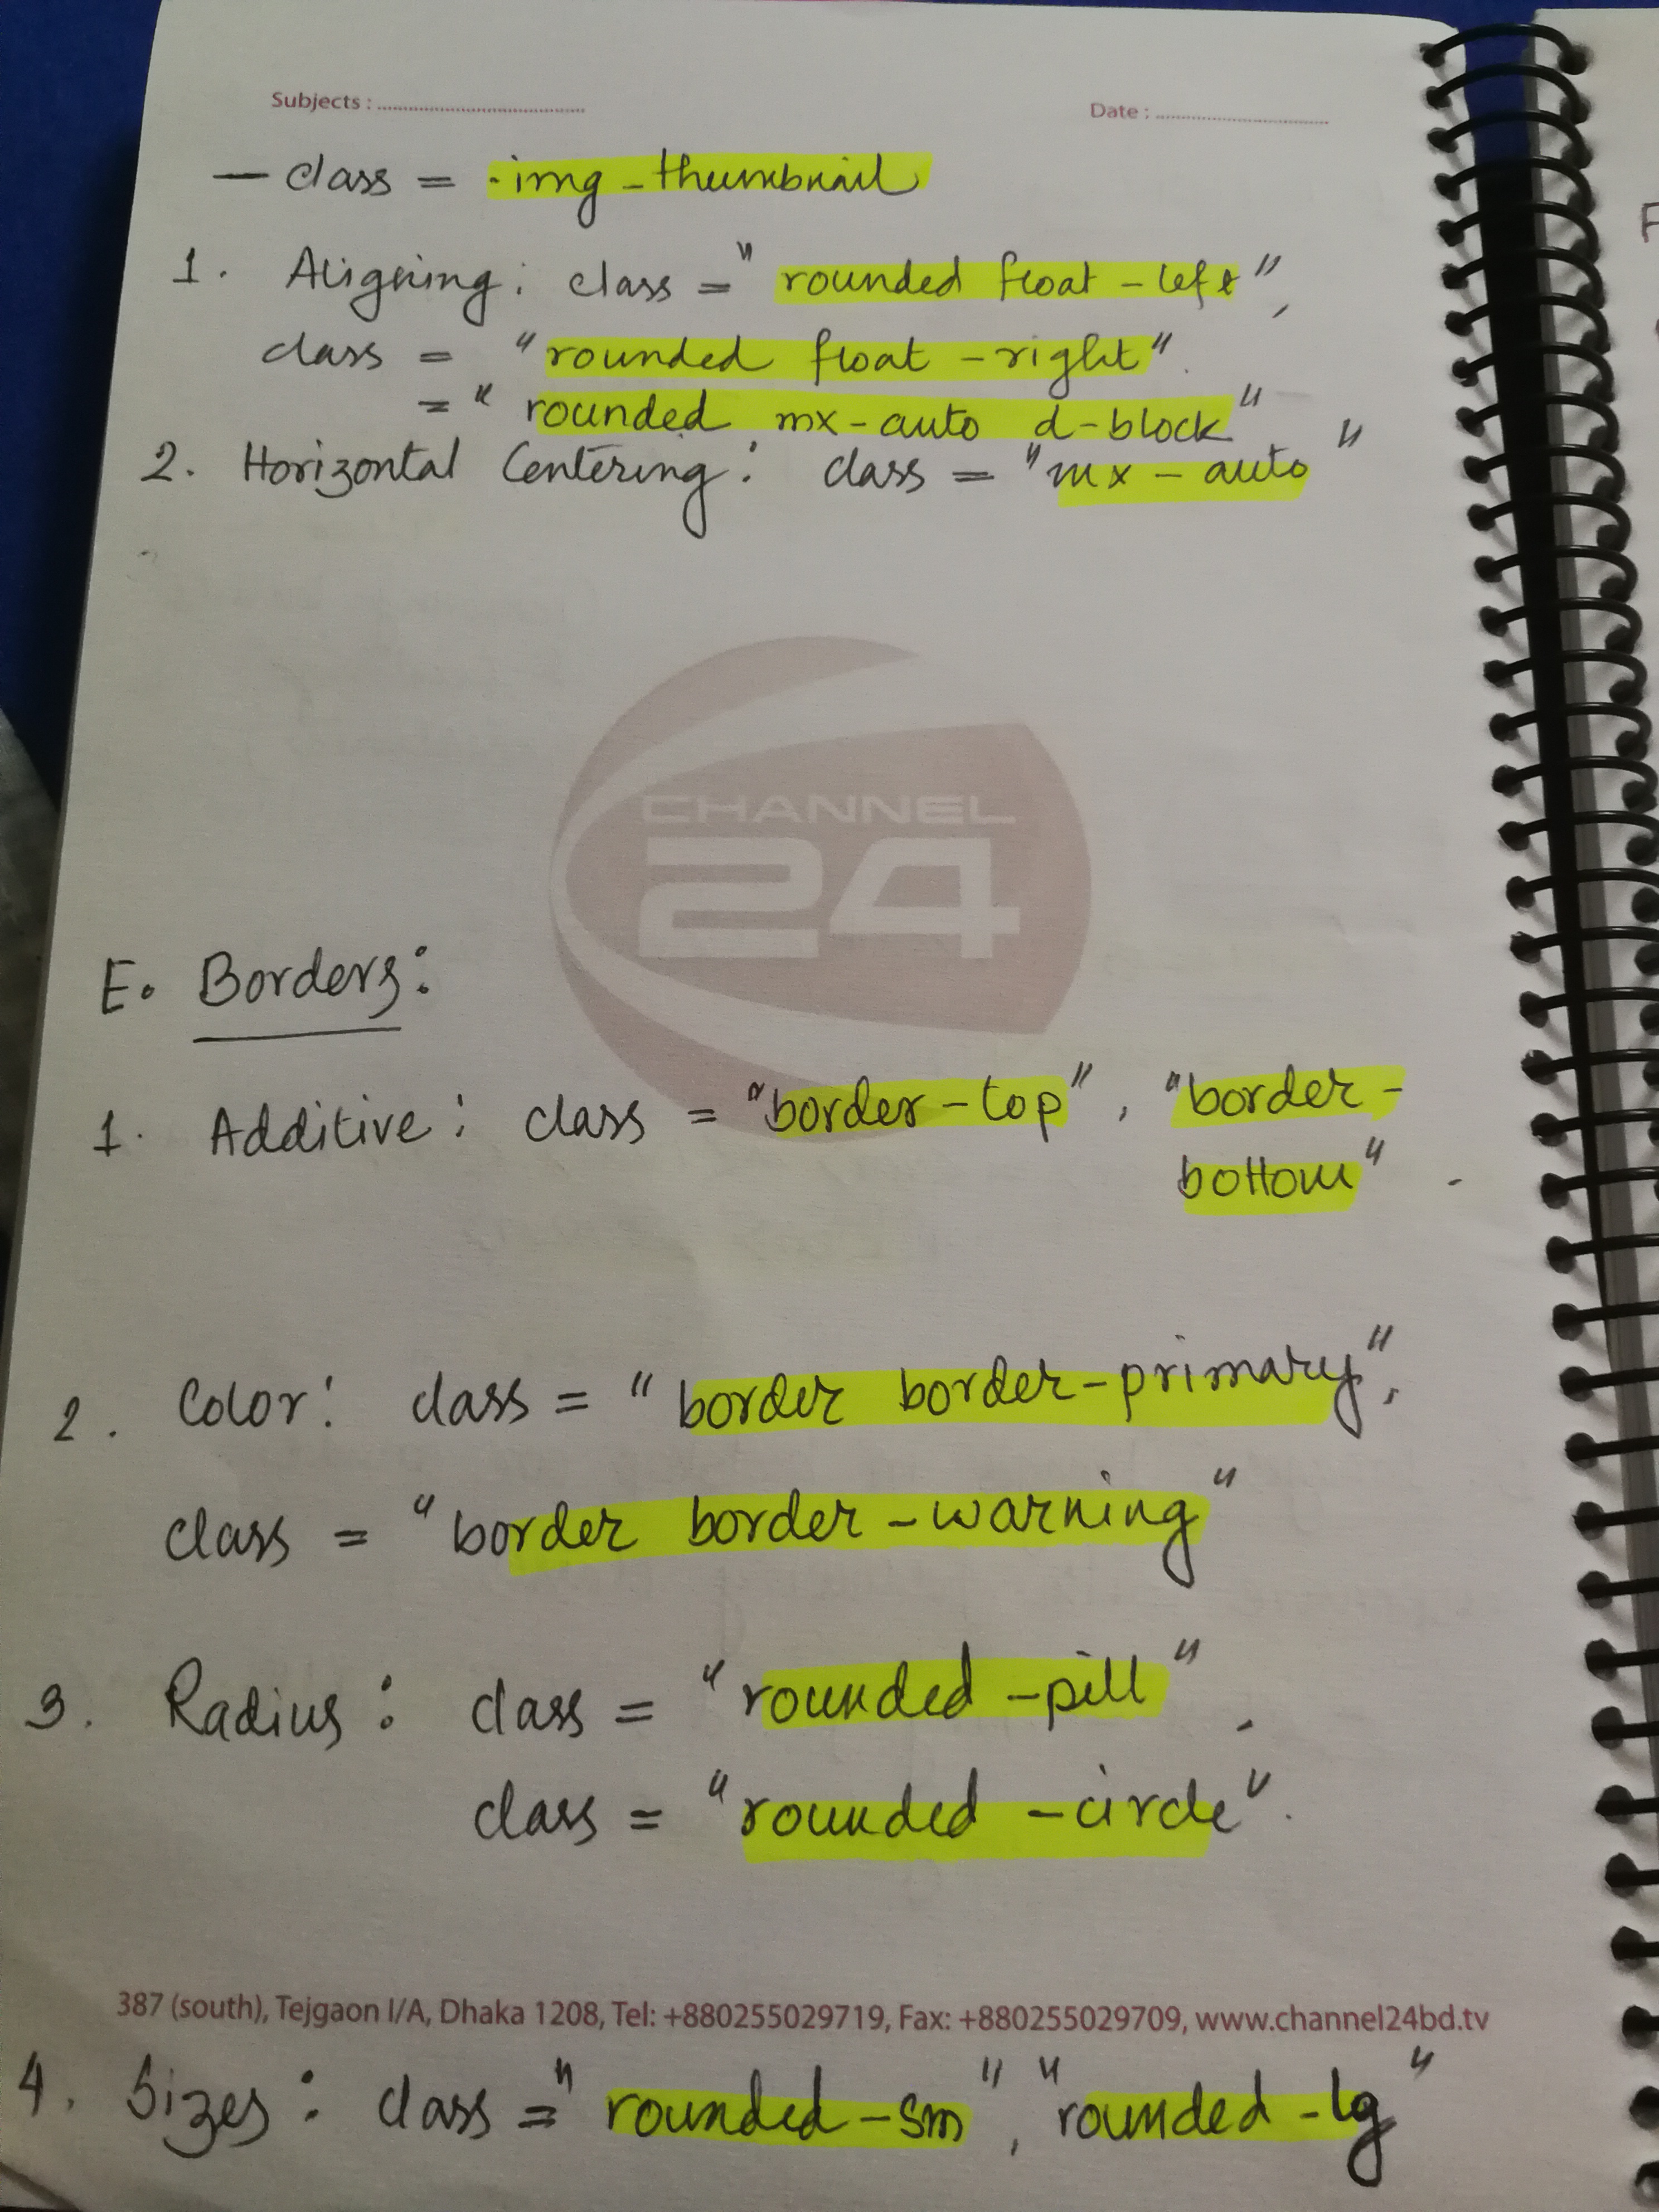 Subjects : ........................ Date : ........................
— class = .img-thumbnail
1. Aligning: class = "rounded float-left",
class = "rounded float-right".
= "rounded mx-auto d-block"
2. Horizontal Centering: class = "mx-auto"
CHANNEL
24
E. Borders:
1. Additive: class = "border-top", "border-
bottom".
2. Color: class = "border border-primary",
class = "border border-warning"
3. Radius: class = "rounded-pill",
class = "rounded-circle".
387 (south), Tejgaon I/A, Dhaka 1208, Tel: +880255029719, Fax: +880255029709, www.channel24bd.tv
4. Sizes: class = "rounded-sm", "rounded-lg"